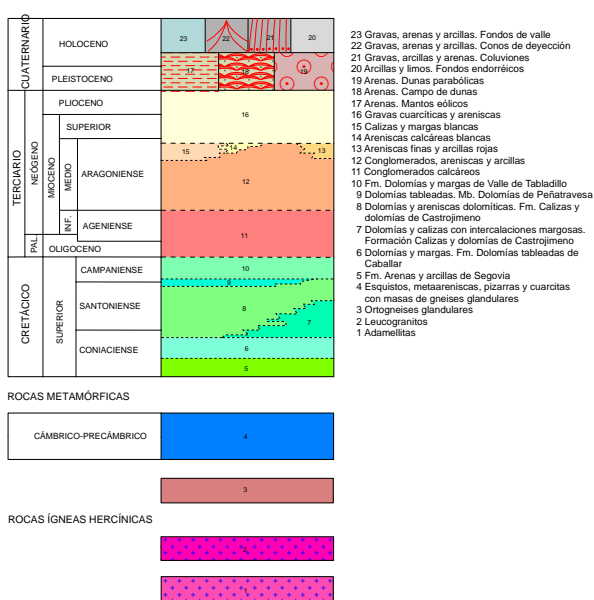 CUATERNARIO
HOLOCENO
PLEISTOCENO
23
22
21
20
17
18
19
TERCIARIO
NEÓGENO
PAL.
MIOCENO
PLIOCENO
SUPERIOR
MEDIO
ARAGONIENSE
INF.
AGENIENSE
OLIGOCENO
16
15
14
13
12
11
CRETÁCICO
SUPERIOR
CAMPANIENSE
SANTONIENSE
CONIACIENSE
10
9
8
7
6
5
ROCAS METAMÓRFICAS
CÁMBRICO-PRECÁMBRICO
4
3
ROCAS ÍGNEAS HERCÍNICAS
2
1
23 Gravas, arenas y arcillas. Fondos de valle
22 Gravas, arenas y arcillas. Conos de deyección
21 Gravas, arcillas y arenas. Coluviones
20 Arcillas y limos. Fondos endorréicos
19 Arenas. Dunas parabólicas
18 Arenas. Campo de dunas
17 Arenas. Mantos eólicos
16 Gravas cuarcíticas y areniscas
15 Calizas y margas blancas
14 Areniscas calcáreas blancas
13 Areniscas finas y arcillas rojas
12 Conglomerados, areniscas y arcillas
11 Conglomerados calcáreos
10 Fm. Dolomías y margas de Valle de Tabladillo
9 Dolomías tableadas. Mb. Dolomías de Peñatravesa
8 Dolomías y areniscas dolomíticas. Fm. Calizas y
dolomías de Castrojimeno
7 Dolomías y calizas con intercalaciones margosas.
Formación Calizas y dolomías de Castrojimeno
6 Dolomías y margas. Fm. Dolomías tableadas de
Caballar
5 Fm. Arenas y arcillas de Segovia
4 Esquistos, metaareniscas, pizarras y cuarcitas
con masas de gneises glandulares
3 Ortogneises glandulares
2 Leucogranitos
1 Adamellitas